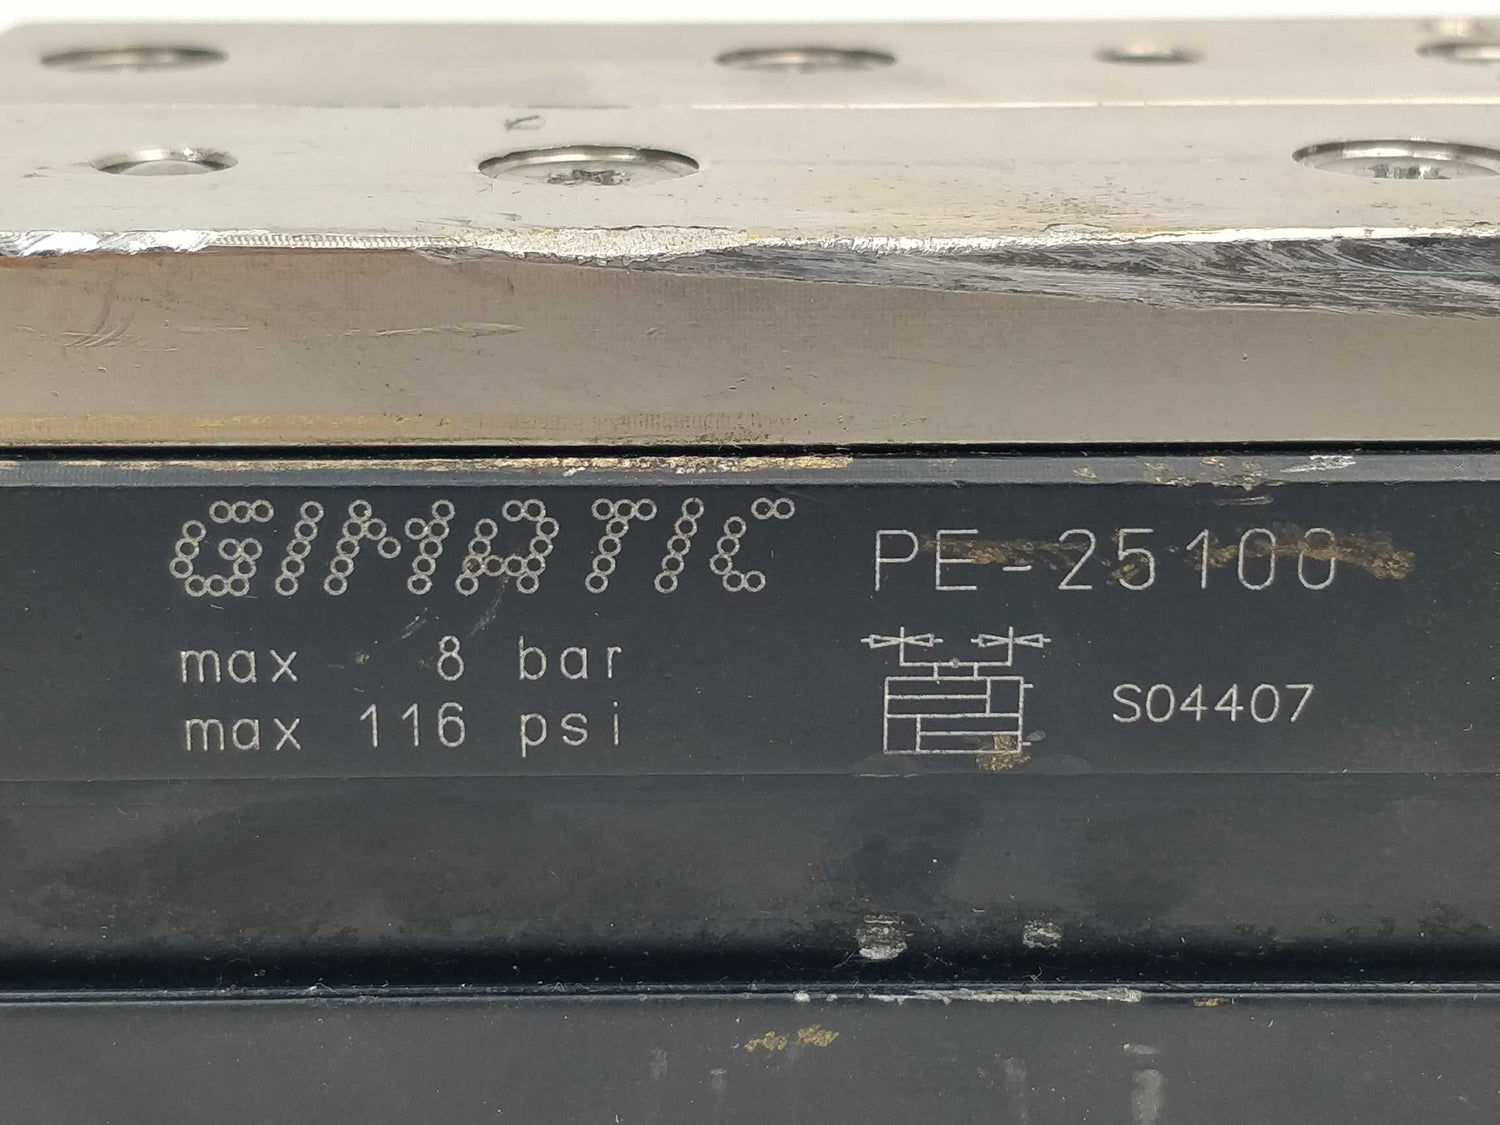 GIMATIC PE-25100
max 8 bar
max 116 psi
S04407